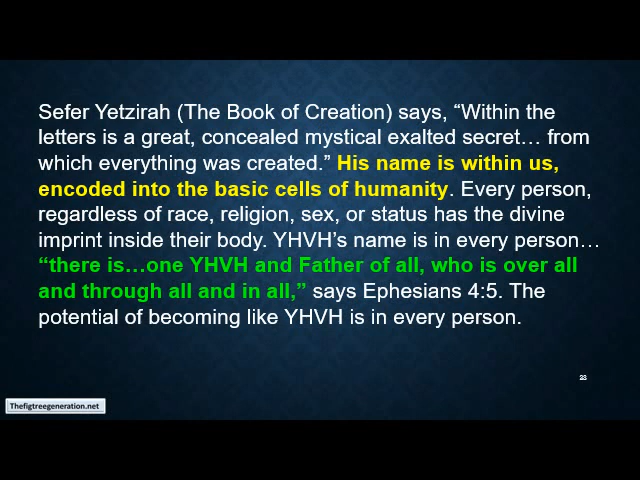 Sefer Yetzirah (The Book of Creation) says, “Within the
letters is a great, concealed mystical exalted secret… from
which everything was created.” His name is within us,
encoded into the basic cells of humanity. Every person,
regardless of race, religion, sex, or status has the divine
imprint inside their body. YHVH’s name is in every person…
“there is…one YHVH and Father of all, who is over all
and through all and in all,” says Ephesians 4:5. The
potential of becoming like YHVH is in every person.
23
Thefigtreegeneration.net